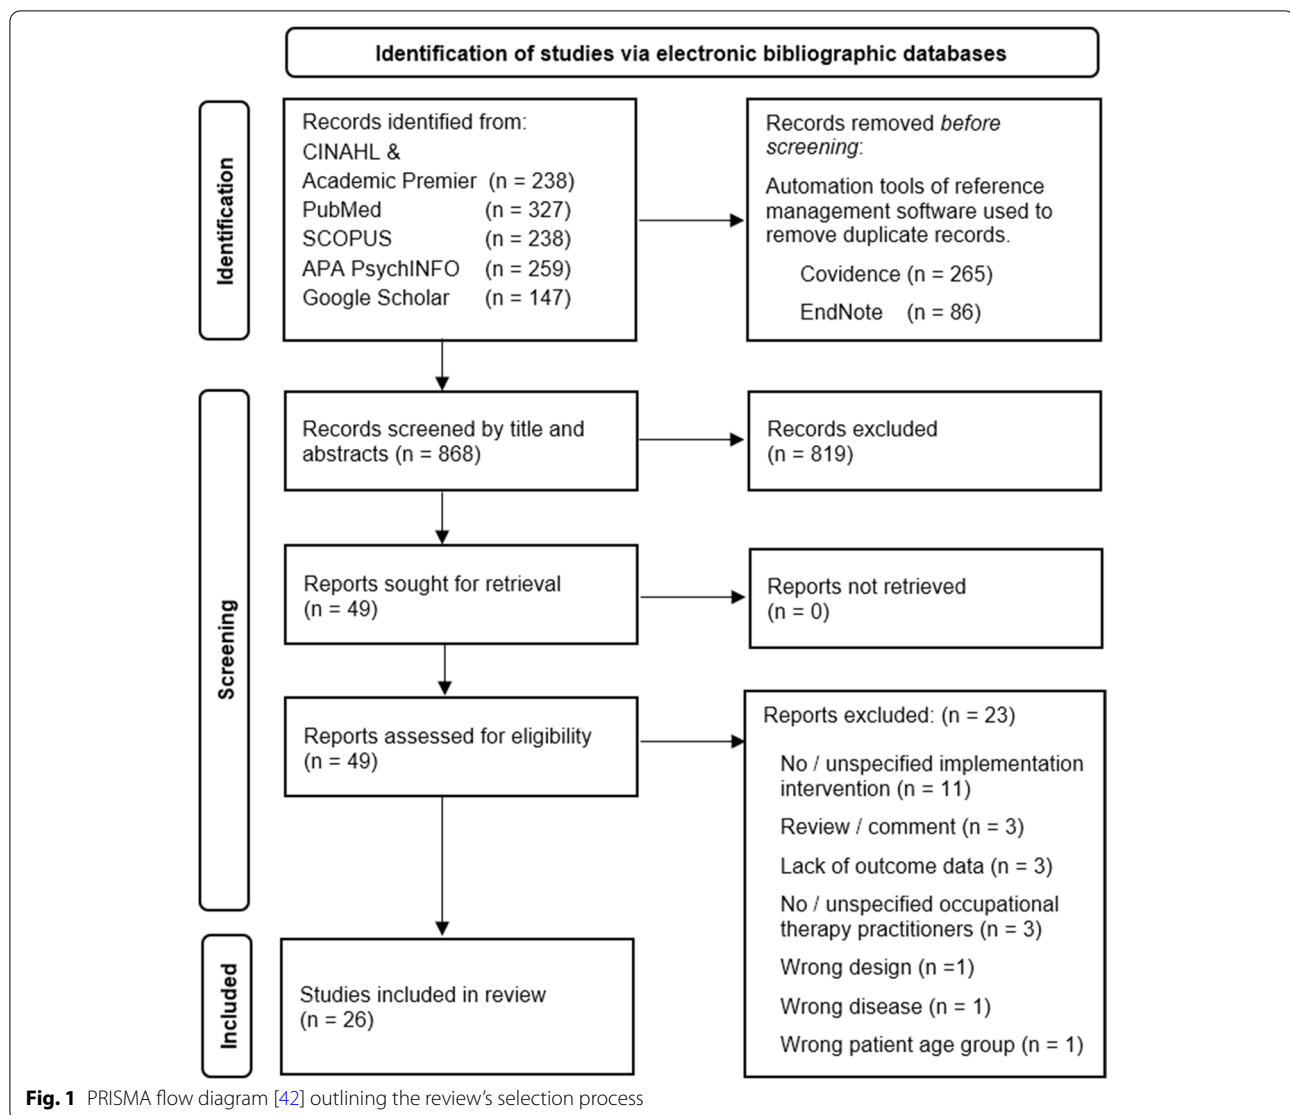 Identification of studies via electronic bibliographic databases
Identification
Records identified from:
CINAHL &
Academic Premier (n = 238)
PubMed (n = 327)
SCOPUS (n = 238)
APA PsychINFO (n = 259)
Google Scholar (n = 147)
Records removed before
screening:
Automation tools of reference
management software used to
remove duplicate records.
Covidence (n = 265)
EndNote (n = 86)
Screening
Records screened by title and
abstracts (n = 868)
Records excluded
(n = 819)
Reports sought for retrieval
(n = 49)
Reports not retrieved
(n = 0)
Reports assessed for eligibility
(n = 49)
Reports excluded: (n = 23)
No / unspecified implementation
intervention (n = 11)
Review / comment (n = 3)
Lack of outcome data (n = 3)
No / unspecified occupational
therapy practitioners (n = 3)
Wrong design (n =1)
Wrong disease (n = 1)
Wrong patient age group (n = 1)
Included
Studies included in review
(n = 26)
Fig. 1 PRISMA flow diagram [42] outlining the review's selection process